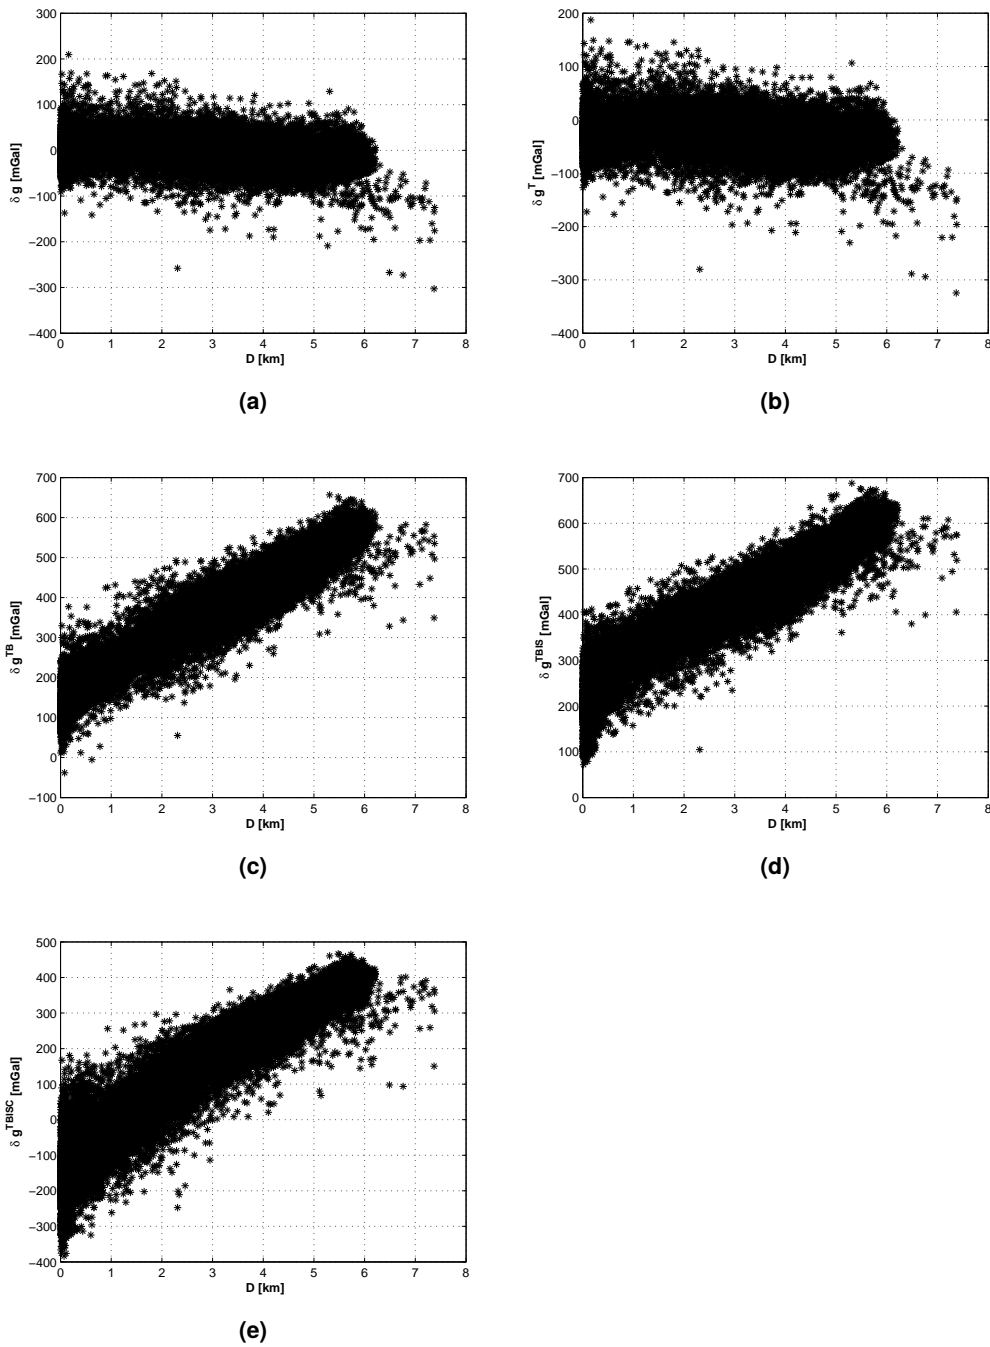 300
200
100
0
−100
−200
−300
−400
δ g [mGal]
0 1 2 3 4 5 6 7 8
D [km]
(a)
200
100
0
−100
−200
−300
−400
δ g^T [mGal]
0 1 2 3 4 5 6 7 8
D [km]
(b)
700
600
500
400
300
200
100
0
−100
δ g^TB [mGal]
0 1 2 3 4 5 6 7 8
D [km]
(c)
700
600
500
400
300
200
100
0
δ g^TBIS [mGal]
0 1 2 3 4 5 6 7 8
D [km]
(d)
500
400
300
200
100
0
−100
−200
−300
−400
δ g^TBISC [mGal]
0 1 2 3 4 5 6 7 8
D [km]
(e)